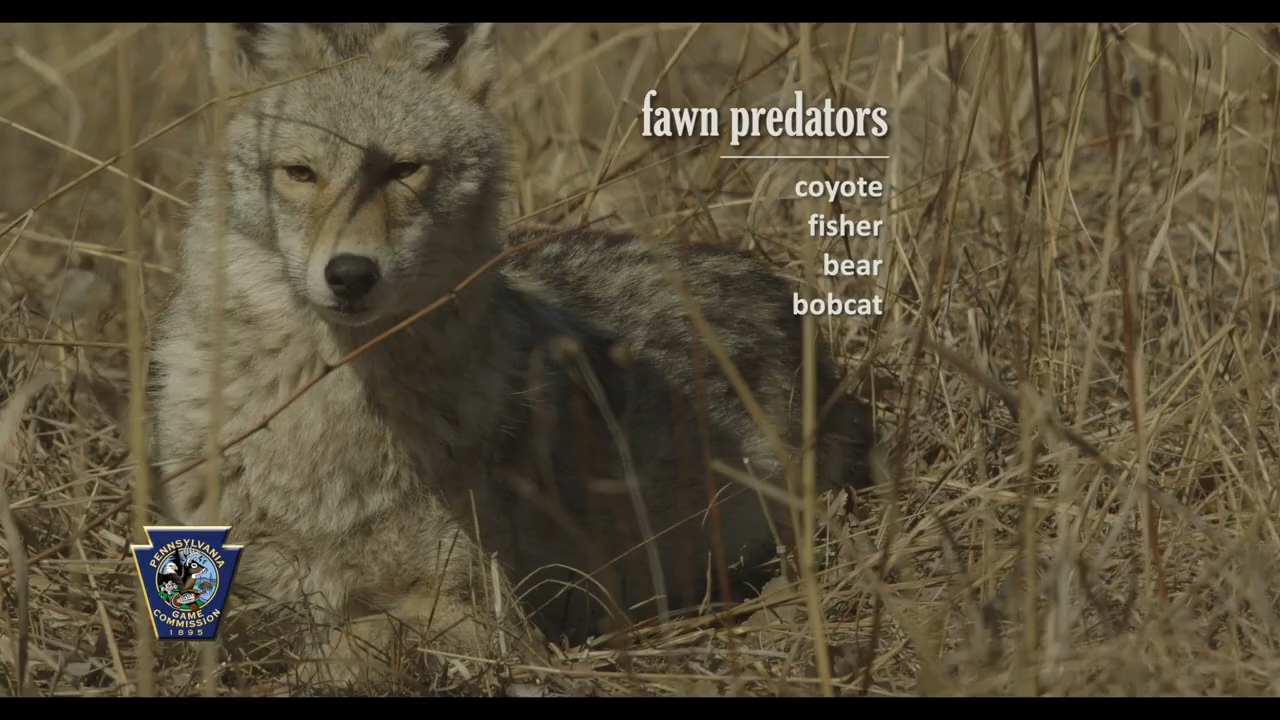 fawn predators
coyote
fisher
bear
bobcat
PENNSYLVANIA
GAME
COMMISSION
1895